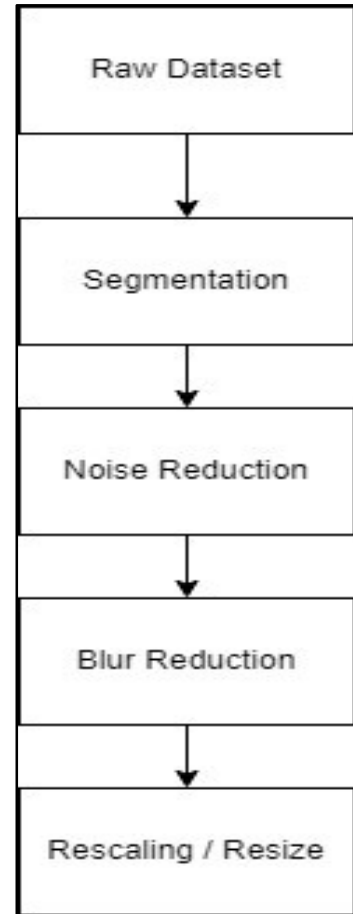 Raw Dataset
Segmentation
Noise Reduction
Blur Reduction
Rescaling / Resize